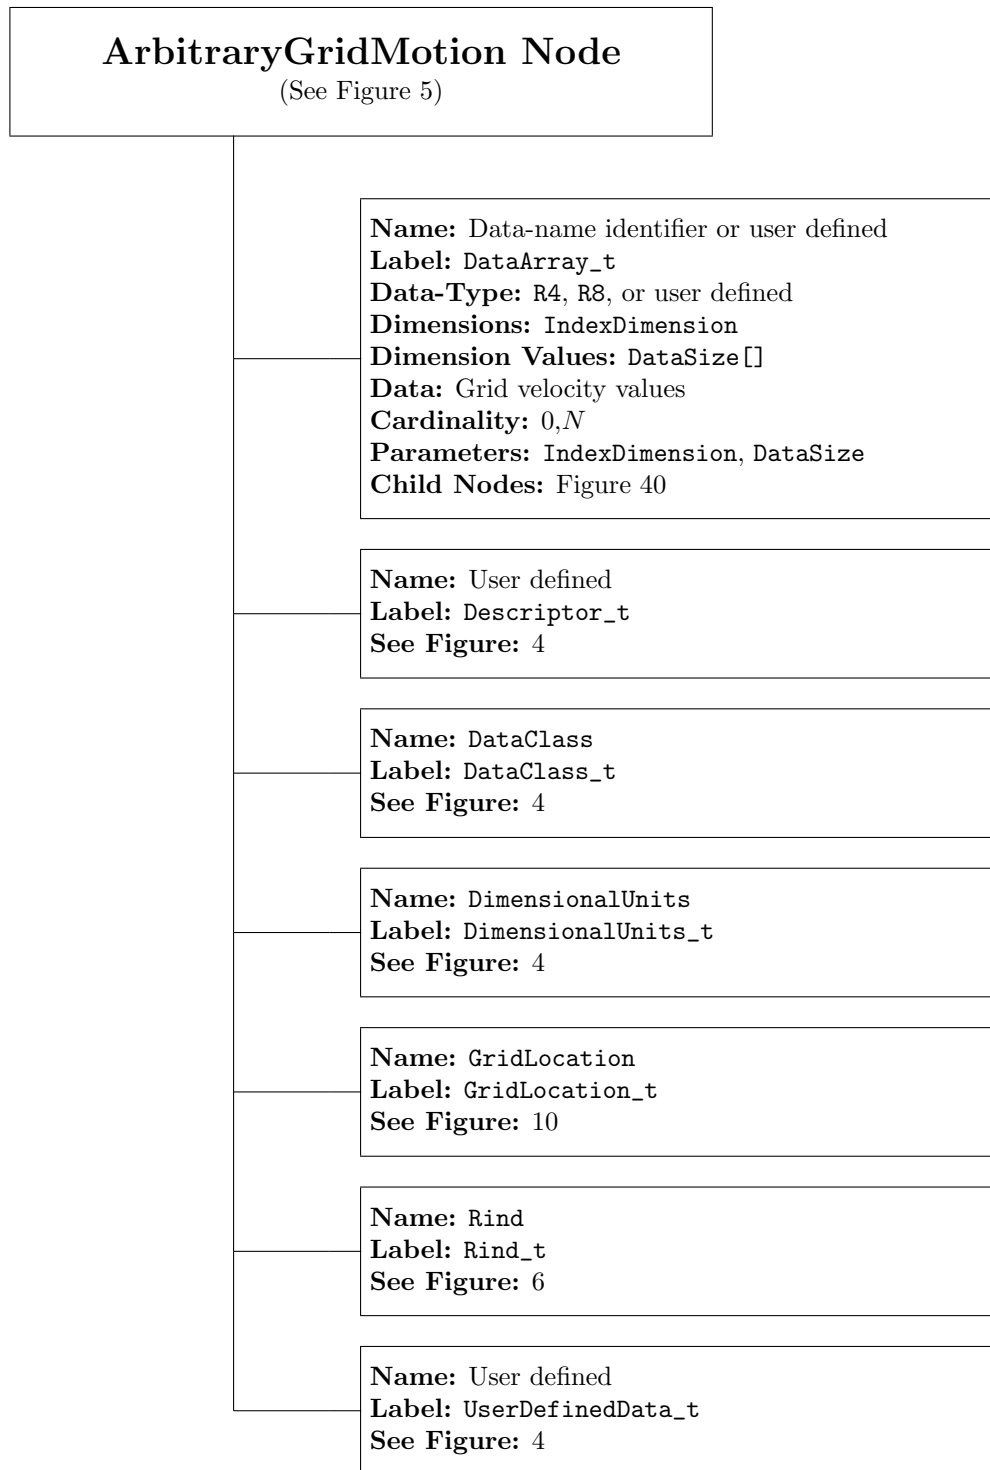 ArbitraryGridMotion Node
(See Figure 5)
Name: Data-name identifier or user defined
Label: DataArray_t
Data-Type: R4, R8, or user defined
Dimensions: IndexDimension
Dimension Values: DataSize[]
Data: Grid velocity values
Cardinality: 0,N
Parameters: IndexDimension, DataSize
Child Nodes: Figure 40
Name: User defined
Label: Descriptor_t
See Figure: 4
Name: DataClass
Label: DataClass_t
See Figure: 4
Name: DimensionalUnits
Label: DimensionalUnits_t
See Figure: 4
Name: GridLocation
Label: GridLocation_t
See Figure: 10
Name: Rind
Label: Rind_t
See Figure: 6
Name: User defined
Label: UserDefinedData_t
See Figure: 4